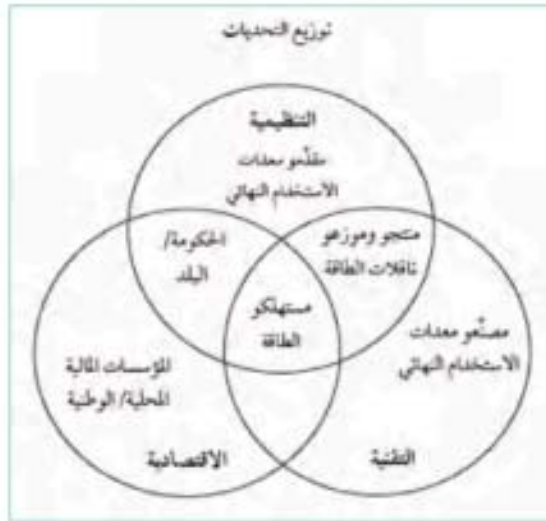 توزيع التحديات
التنظيمية
مقدّمو معدات
الاستخدام النهائي
الحكومة/
البلد
منتجو وموزعو
ناقلات الطاقة
مستهلكو
الطاقة
مصنّعو معدات
الاستخدام النهائي
المؤسسات المالية
المحلية/ الوطنية
الاقتصادية
التقنية